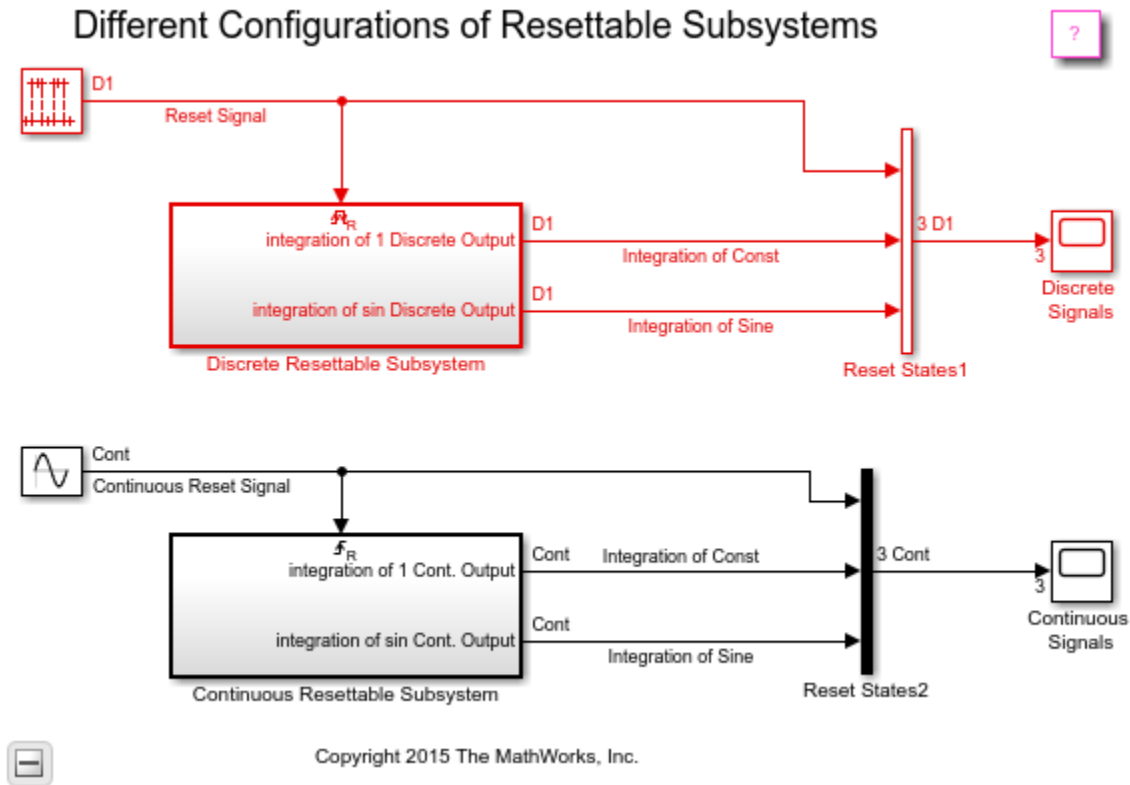 Different Configurations of Resettable Subsystems
?
D1
Reset Signal
R
integration of 1 Discrete Output
D1
Integration of Const
3 D1
3
integration of sin Discrete Output
D1
Integration of Sine
Discrete
Signals
Discrete Resettable Subsystem
Reset States1
Cont
Continuous Reset Signal
R
integration of 1 Cont. Output
Cont
Integration of Const
3 Cont
3
integration of sin Cont. Output
Cont
Integration of Sine
Continuous
Signals
Continuous Resettable Subsystem
Reset States2
Copyright 2015 The MathWorks, Inc.